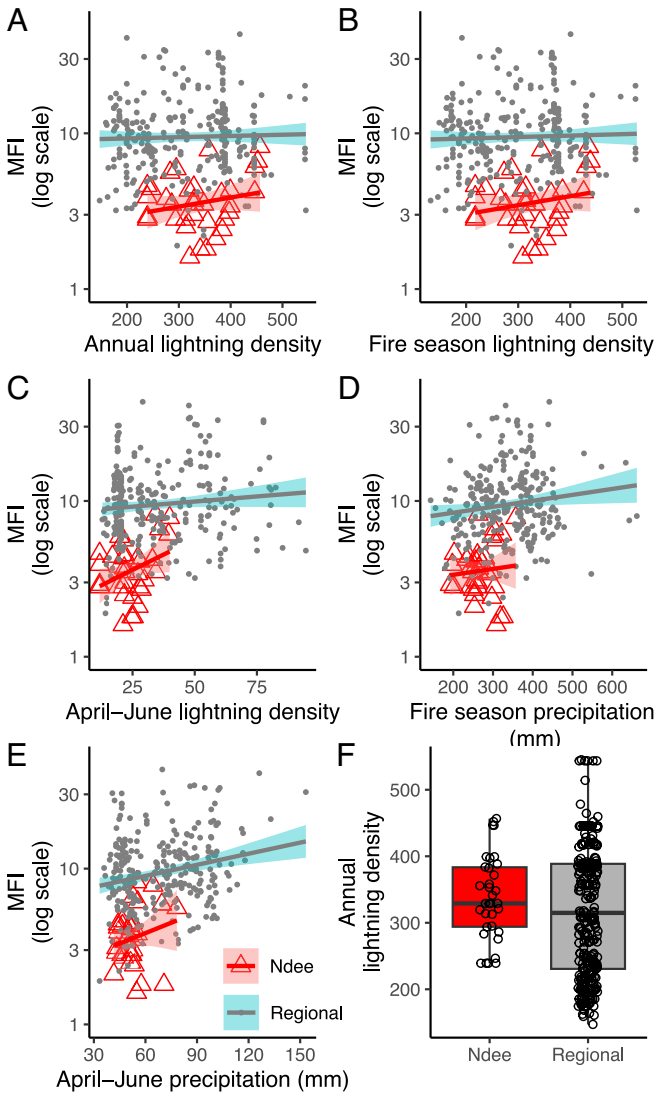 A
MFI
(log scale)
30
10
3
1
200 300 400 500
Annual lightning density
B
MFI
(log scale)
30
10
3
1
200 300 400 500
Fire season lightning density
C
MFI
(log scale)
30
10
3
1
25 50 75
April–June lightning density
D
MFI
(log scale)
30
10
3
1
200 300 400 500 600
Fire season precipitation
(mm)
E
MFI
(log scale)
30
10
3
1
30 60 90 120 150
April–June precipitation (mm)
Ndee
Regional
F
Annual
lightning density
500
400
300
200
Ndee Regional